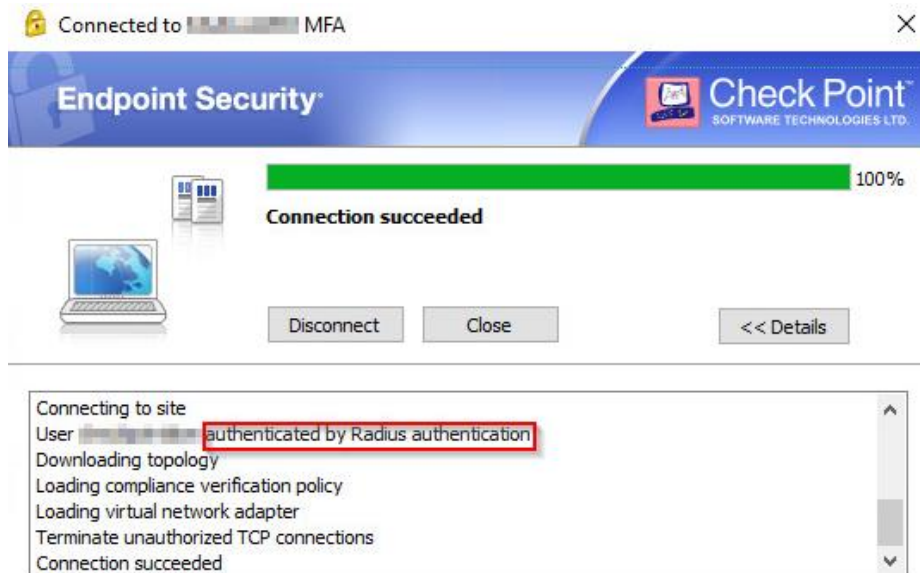 Connected to MFA
Endpoint Security
Check Point™
SOFTWARE TECHNOLOGIES LTD.
100%
Connection succeeded
Disconnect
Close
<< Details
Connecting to site
User authenticated by Radius authentication
Downloading topology
Loading compliance verification policy
Loading virtual network adapter
Terminate unauthorized TCP connections
Connection succeeded